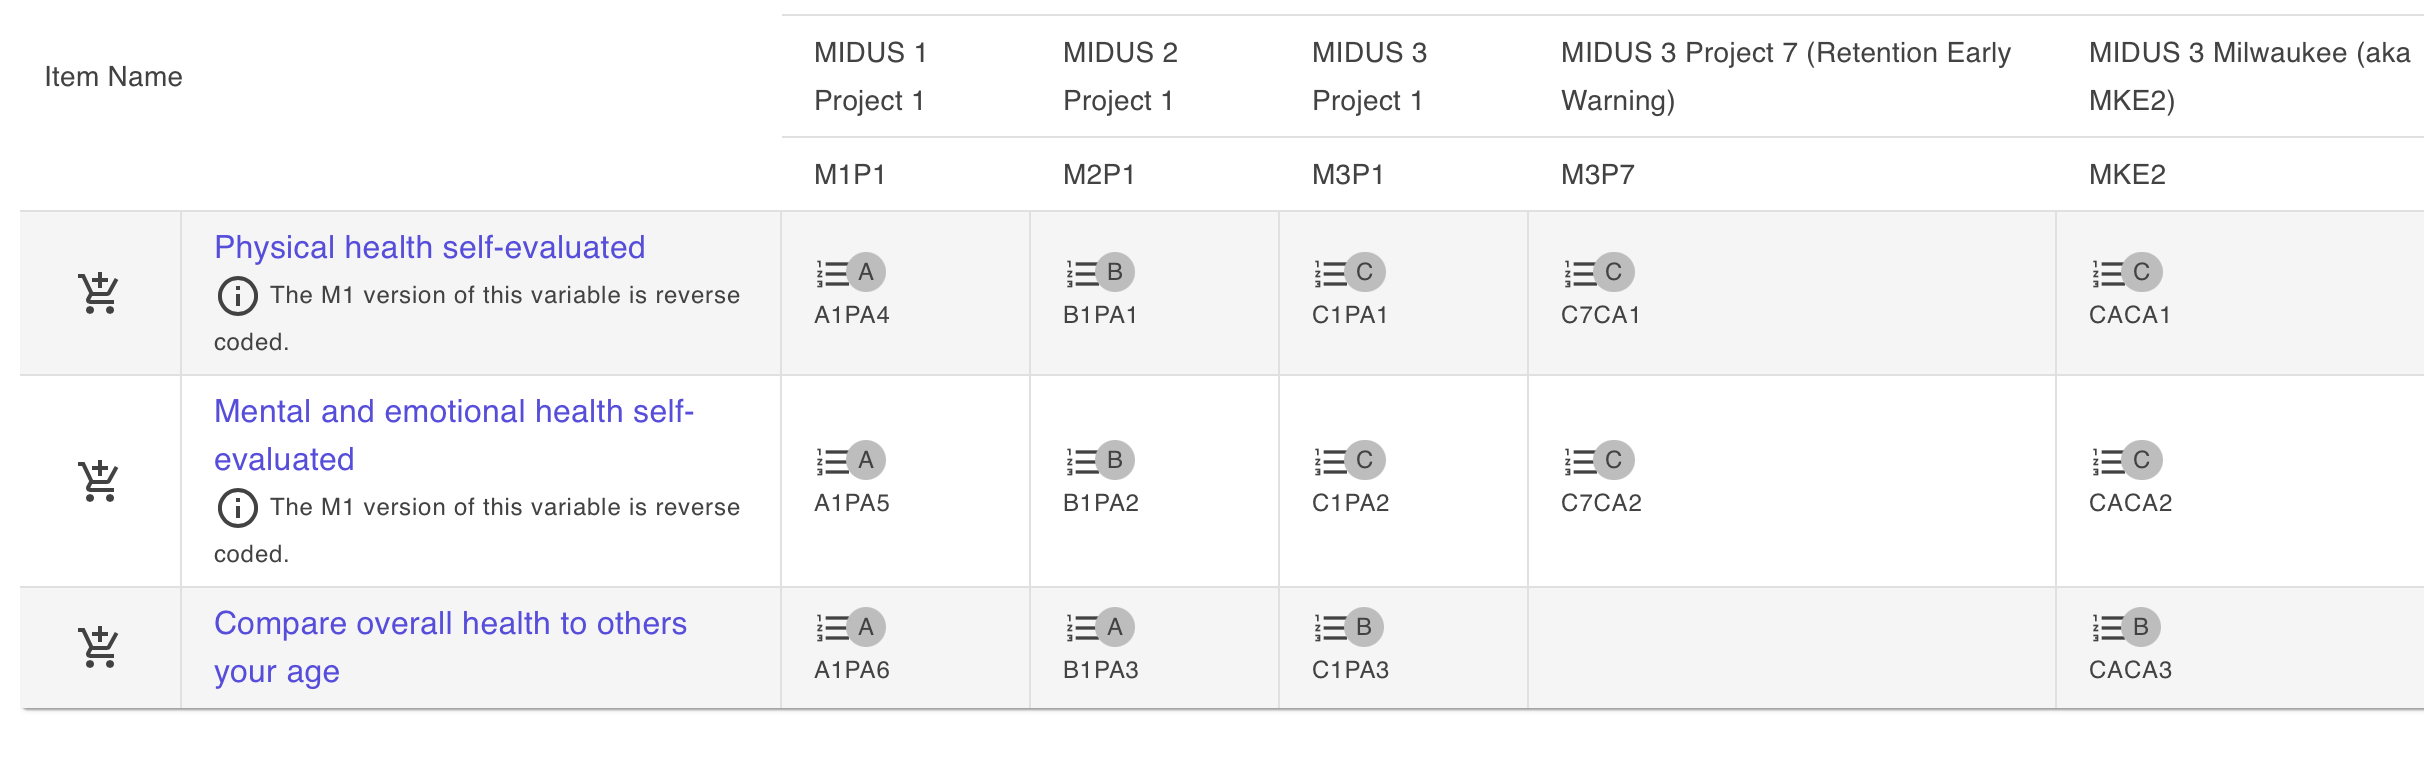 Item Name
MIDUS 1
Project 1
MIDUS 2
Project 1
MIDUS 3
Project 1
MIDUS 3 Project 7 (Retention Early
Warning)
MIDUS 3 Milwaukee (aka
MKE2)
M1P1
M2P1
M3P1
M3P7
MKE2
Physical health self-evaluated
The M1 version of this variable is reverse
coded.
A
A1PA4
B
B1PA1
C
C1PA1
C
C7CA1
C
CACA1
Mental and emotional health self-
evaluated
The M1 version of this variable is reverse
coded.
A
A1PA5
B
B1PA2
C
C1PA2
C
C7CA2
C
CACA2
Compare overall health to others
your age
A
A1PA6
A
B1PA3
B
C1PA3
B
CACA3